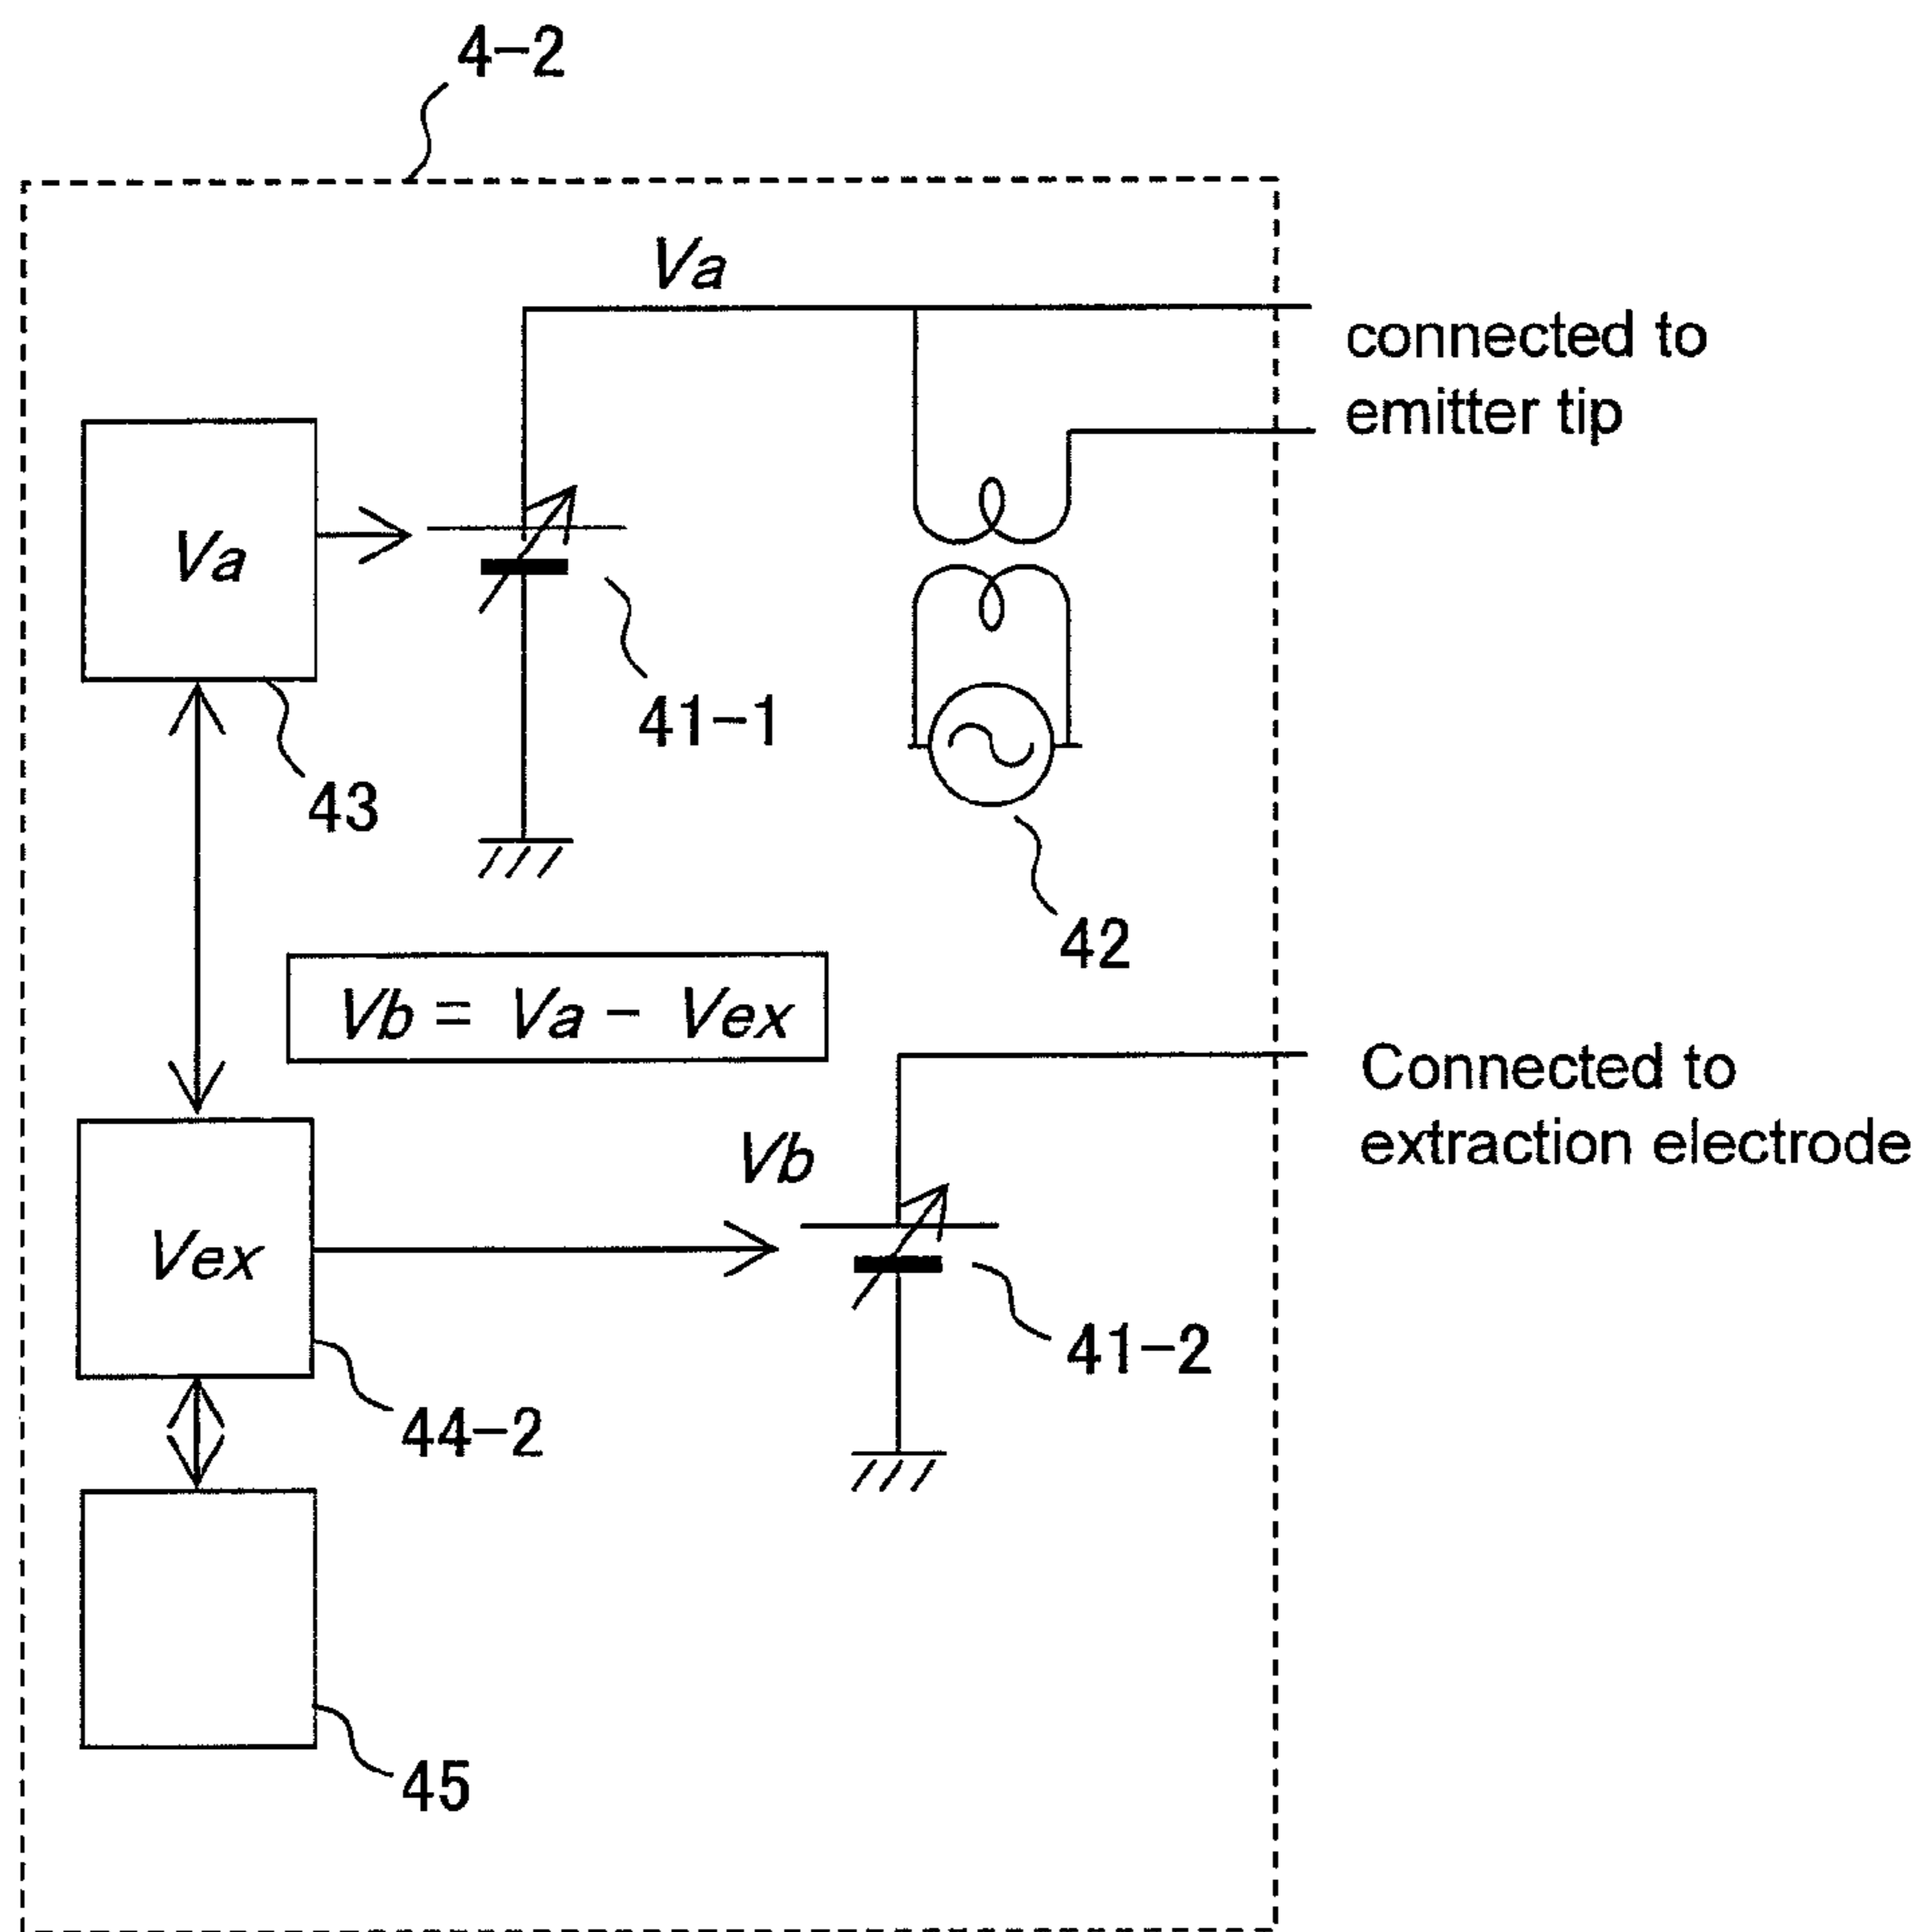 4-2
Va
connected to
emitter tip
Va
41-1
43
42
Vb = Va - Vex
Connected to
extraction electrode
Vb
Vex
41-2
44-2
45